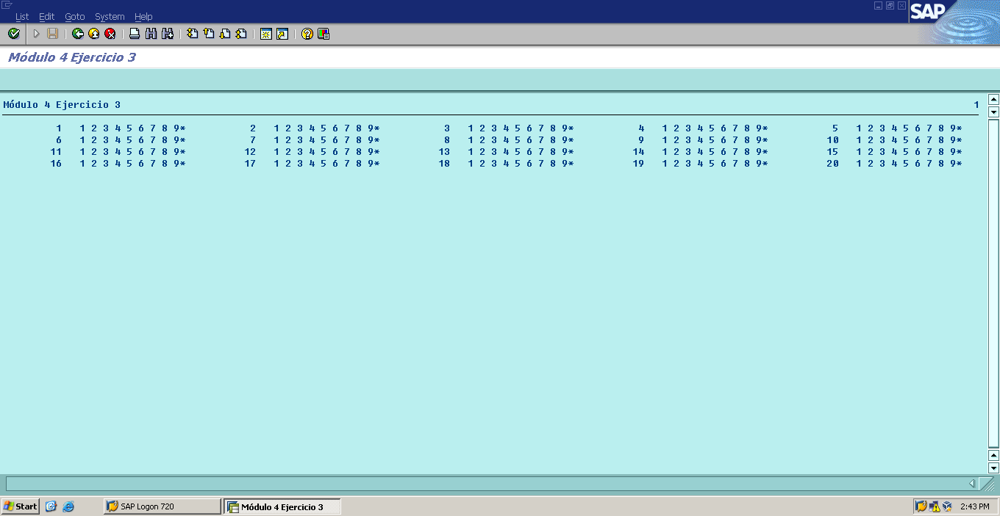 List Edit Goto System Help
SAP
Módulo 4 Ejercicio 3
Módulo 4 Ejercicio 3 1
1 1 2 3 4 5 6 7 8 9* 2 1 2 3 4 5 6 7 8 9* 3 1 2 3 4 5 6 7 8 9* 4 1 2 3 4 5 6 7 8 9* 5 1 2 3 4 5 6 7 8 9*
6 1 2 3 4 5 6 7 8 9* 7 1 2 3 4 5 6 7 8 9* 8 1 2 3 4 5 6 7 8 9* 9 1 2 3 4 5 6 7 8 9* 10 1 2 3 4 5 6 7 8 9*
11 1 2 3 4 5 6 7 8 9* 12 1 2 3 4 5 6 7 8 9* 13 1 2 3 4 5 6 7 8 9* 14 1 2 3 4 5 6 7 8 9* 15 1 2 3 4 5 6 7 8 9*
16 1 2 3 4 5 6 7 8 9* 17 1 2 3 4 5 6 7 8 9* 18 1 2 3 4 5 6 7 8 9* 19 1 2 3 4 5 6 7 8 9* 20 1 2 3 4 5 6 7 8 9*
Start SAP Logon 720 Módulo 4 Ejercicio 3 2:43 PM